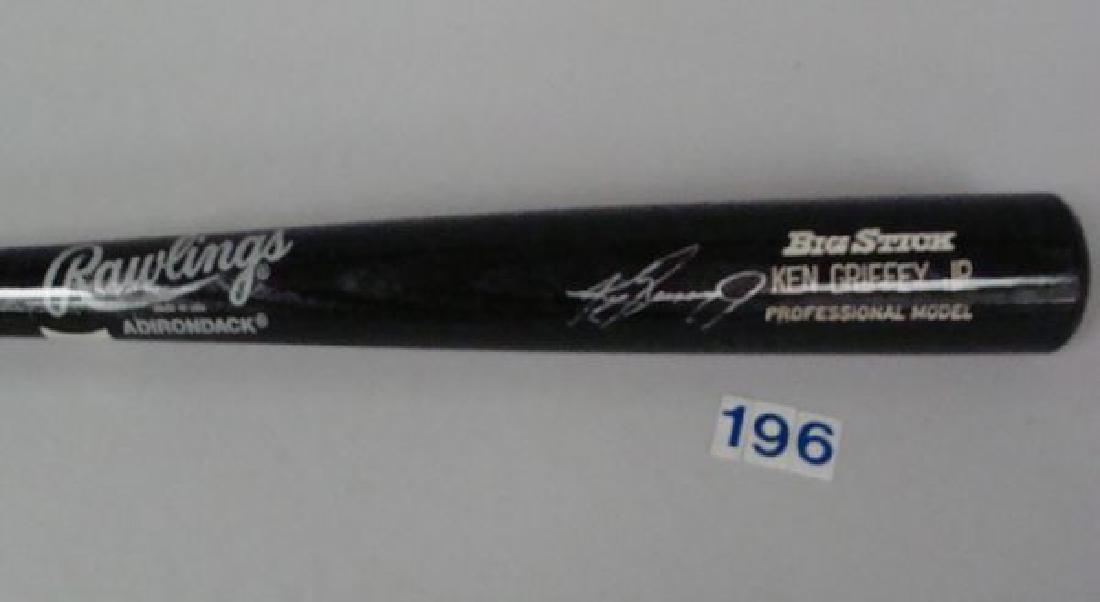 Rawlings®
ADIRONDACK®
BIG STICK
KEN GRIFFEY JR
PROFESSIONAL MODEL
196